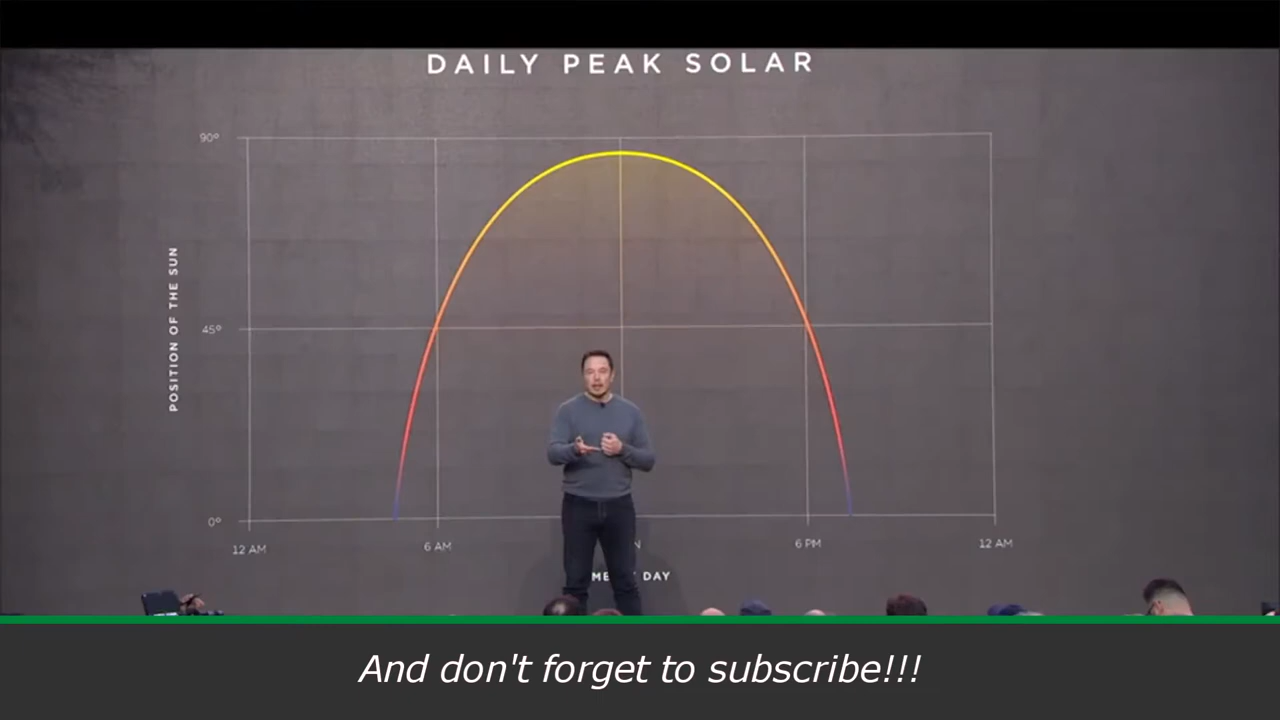 DAILY PEAK SOLAR
90°
POSITION OF THE SUN
45°
0°
12 AM
6 AM
6 PM
12 AM
DAY
And don't forget to subscribe!!!